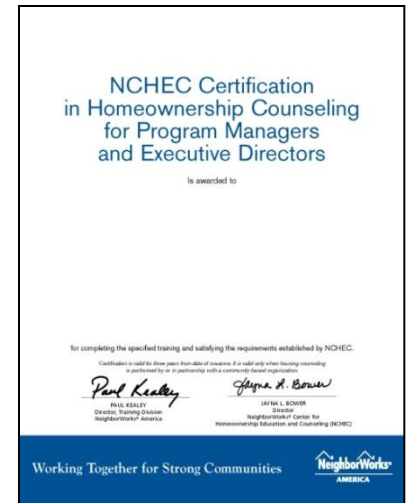 NCHEC Certification
in Homeownership Counseling
for Program Managers
and Executive Directors
Is awarded to
for completing the specified training and satisfying the requirements established by NCHEC.
Certification is valid for three years from date of issuance. It is valid only when housing counseling
is performed by or in partnership with a community-based organization.
Paul Kealey
Jayna L. Bower
PAUL KEALEY
Director, Training Division
NeighborWorks® America
JAYNA L. BOWER
Director
NeighborWorks® Center for
Homeownership Education and Counseling (NCHEC)
Working Together for Strong Communities
NeighborWorks®
AMERICA